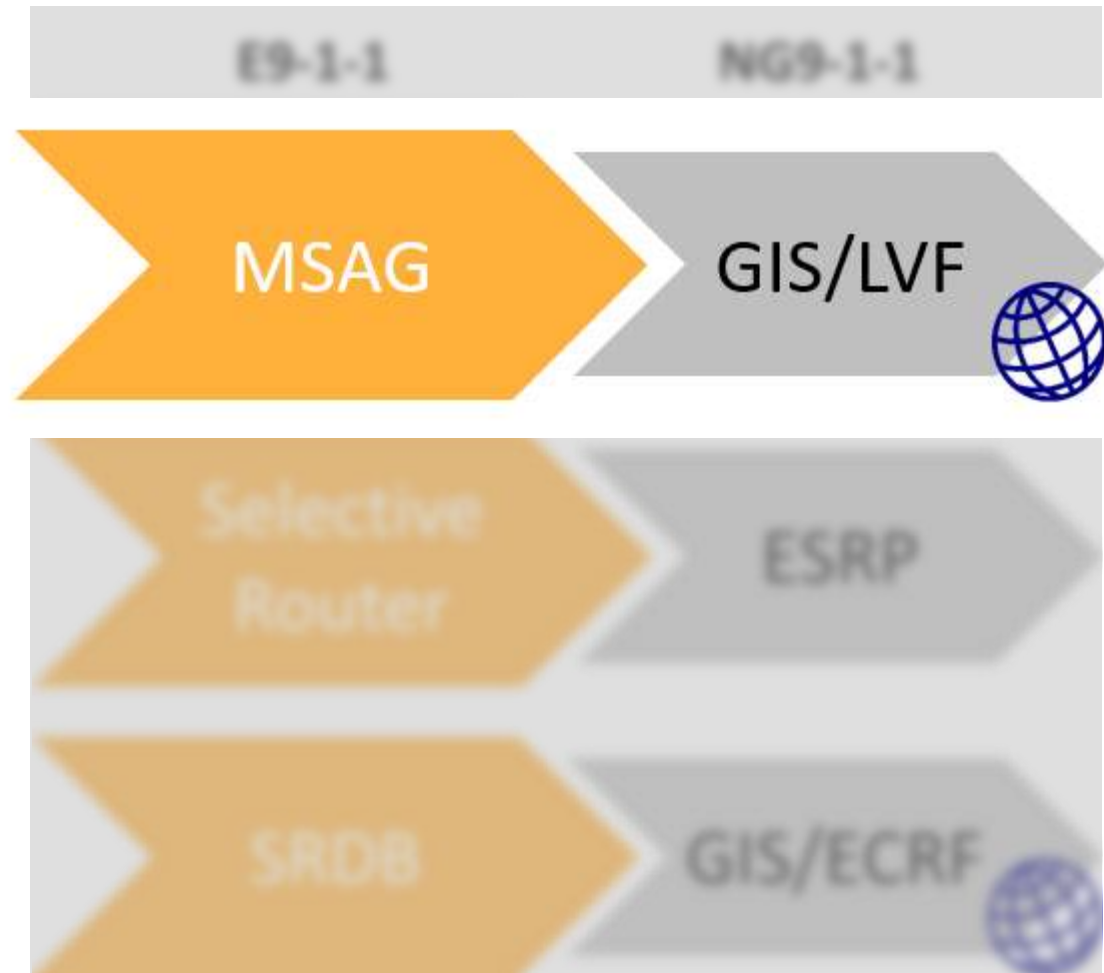 E9-1-1 NG9-1-1
MSAG GIS/LVF
Selective
Router
ESRP
SRDB GIS/ECRF